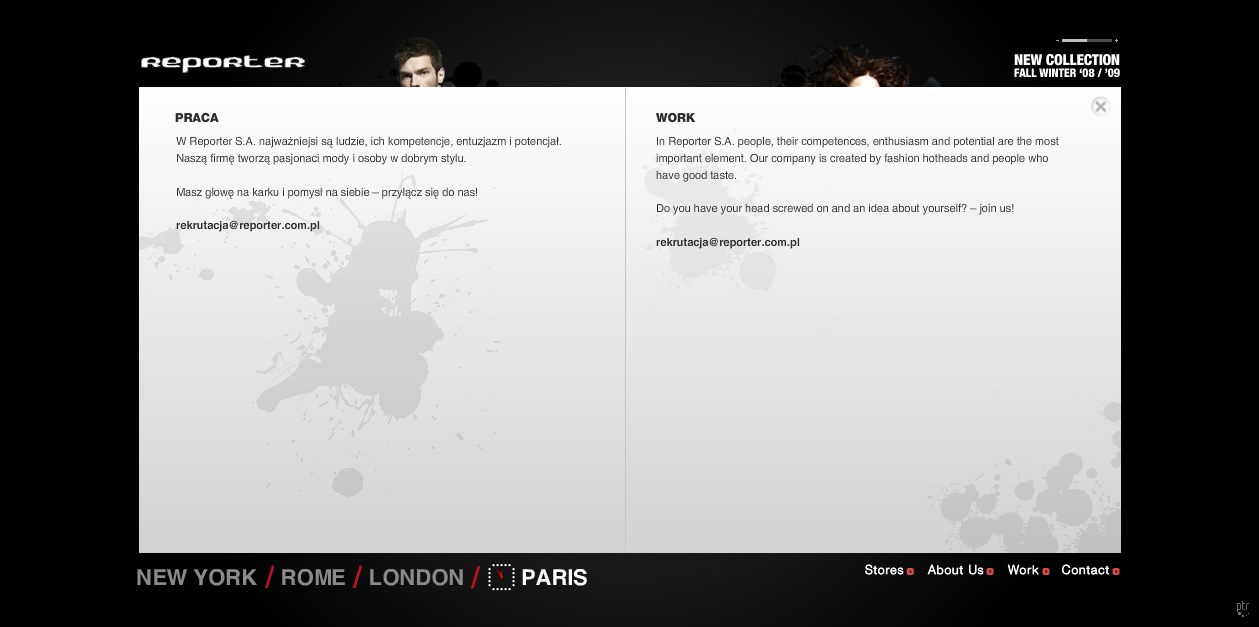 REPORTER
NEW COLLECTION
FALL WINTER ‘08 / ’09
PRACA
W Reporter S.A. najważniejsi są ludzie, ich kompetencje, entuzjazm i potencjał.
Naszą firmę tworzą pasjonaci mody i osoby w dobrym stylu.
Masz głowę na karku i pomysł na siebie – przyłącz się do nas!
rekrutacja@reporter.com.pl
WORK
In Reporter S.A. people, their competences, enthusiasm and potential are the most
important element. Our company is created by fashion hotheads and people who
have good taste.
Do you have your head screwed on and an idea about yourself? – join us!
rekrutacja@reporter.com.pl
NEW YORK / ROME / LONDON / PARIS
Stores About Us Work Contact
ptr